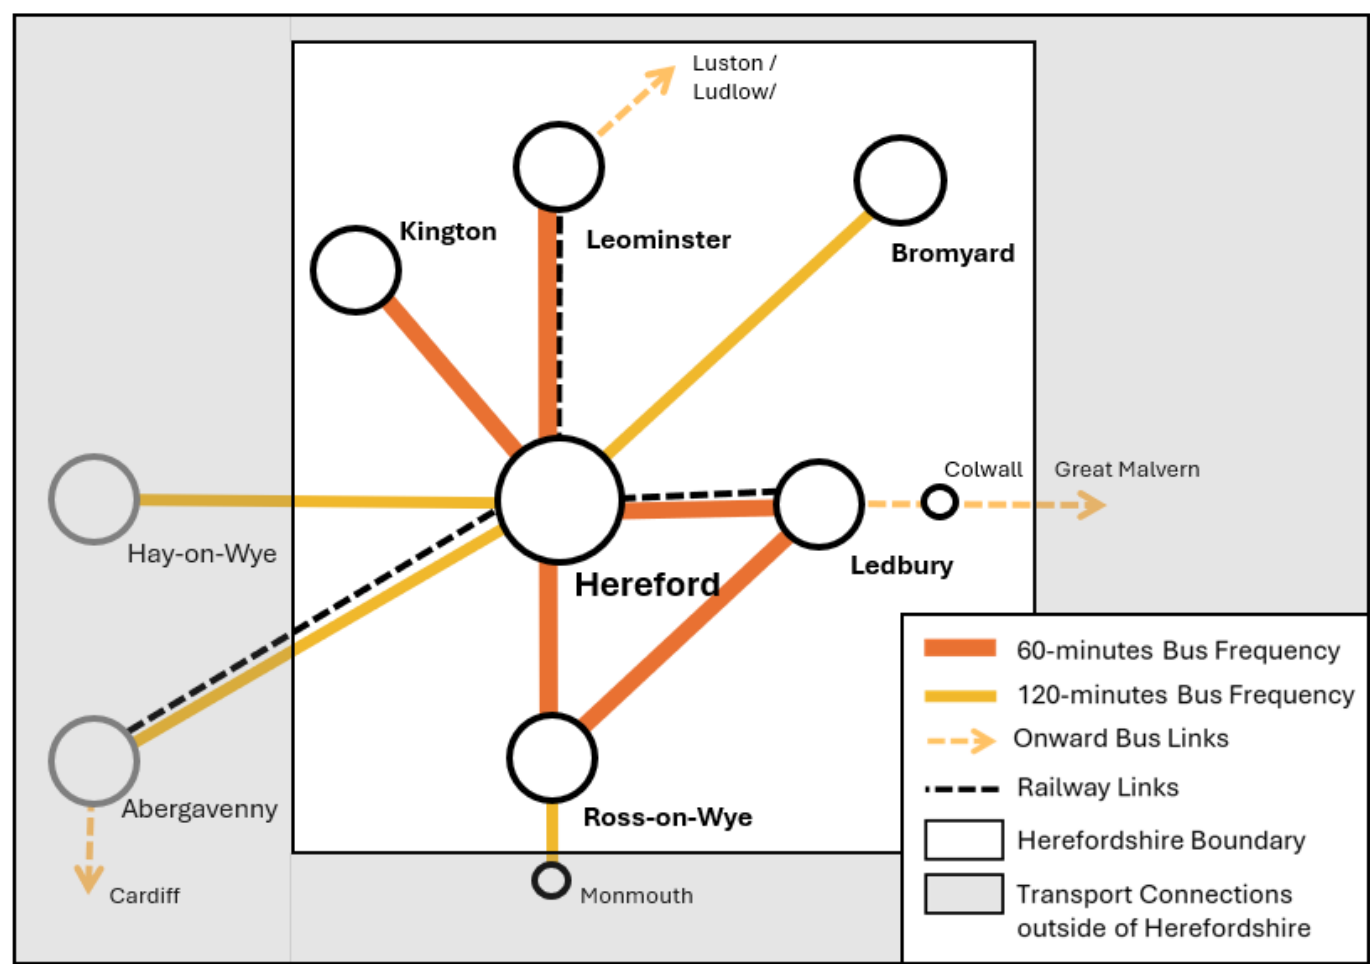 Luston /
Ludlow/
Kington
Leominster
Bromyard
Colwall
Great Malvern
Hay-on-Wye
Ledbury
Hereford
Abergavenny
Ross-on-Wye
Cardiff
Monmouth
60-minutes Bus Frequency
120-minutes Bus Frequency
Onward Bus Links
Railway Links
Herefordshire Boundary
Transport Connections
outside of Herefordshire